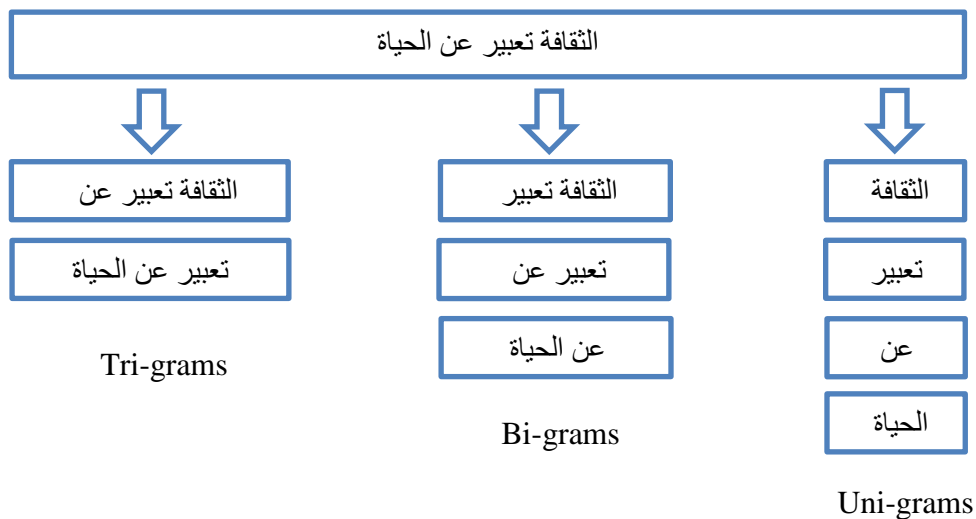 الثقافة تعبير عن الحياة
الثقافة
تعبير
عن
الحياة
Uni-grams
الثقافة تعبير
تعبير عن
عن الحياة
Bi-grams
الثقافة تعبير عن
تعبير عن الحياة
Tri-grams